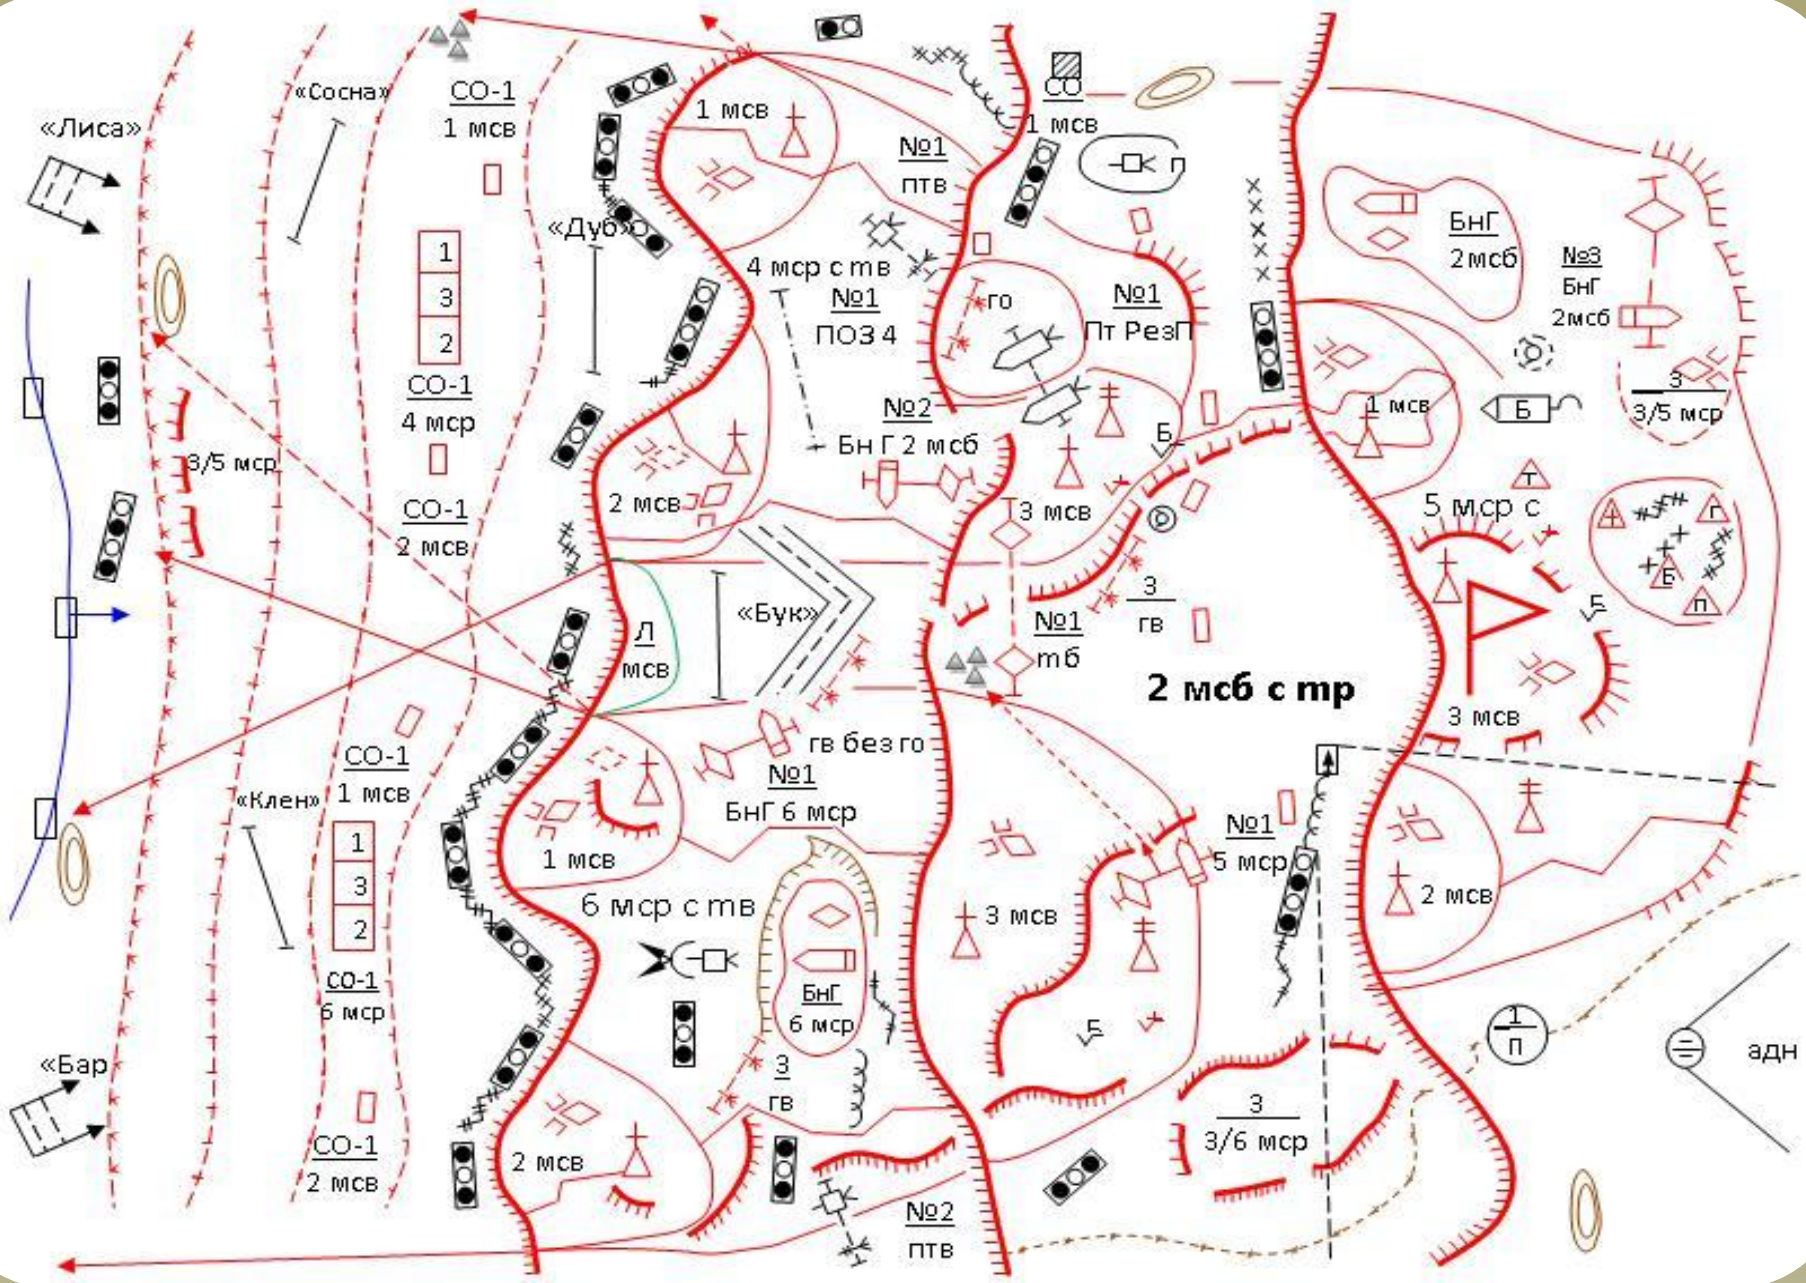 «Лиса»
«Сосна»
СО-1
1 мсв
«Дуб»
1
3
2
СО-1
4 мср
СО-1
2 мсв
3/5 мср
1 мсв
№1
птв
СО
1 мсв
П
4 мср с тв
№1
ПОЗ 4
го
№1
Пт РезП
№2
Бн Г 2 мсб
2 мсв
3 мсв
Б
БнГ
2мсб
№3
БнГ
2мсб
3
3/5 мср
1 мсв
Б
Т
5 мср с
Г
Б
П
Б
3 мсв
Л
мсв
«Бук»
№1
тб
3
гв
2 мсб с тр
СО-1
1 мсв
«Клен»
1
3
2
СО-1
6 мср
гв без го
№1
БнГ 6 мср
1 мсв
6 мср с тв
БнГ
6 мср
3 мсв
Б
№1
5 мср
2 мсв
1
П
адн
«Бар
СО-1
2 мсв
2 мсв
3
гв
№2
птв
3
3/6 мср